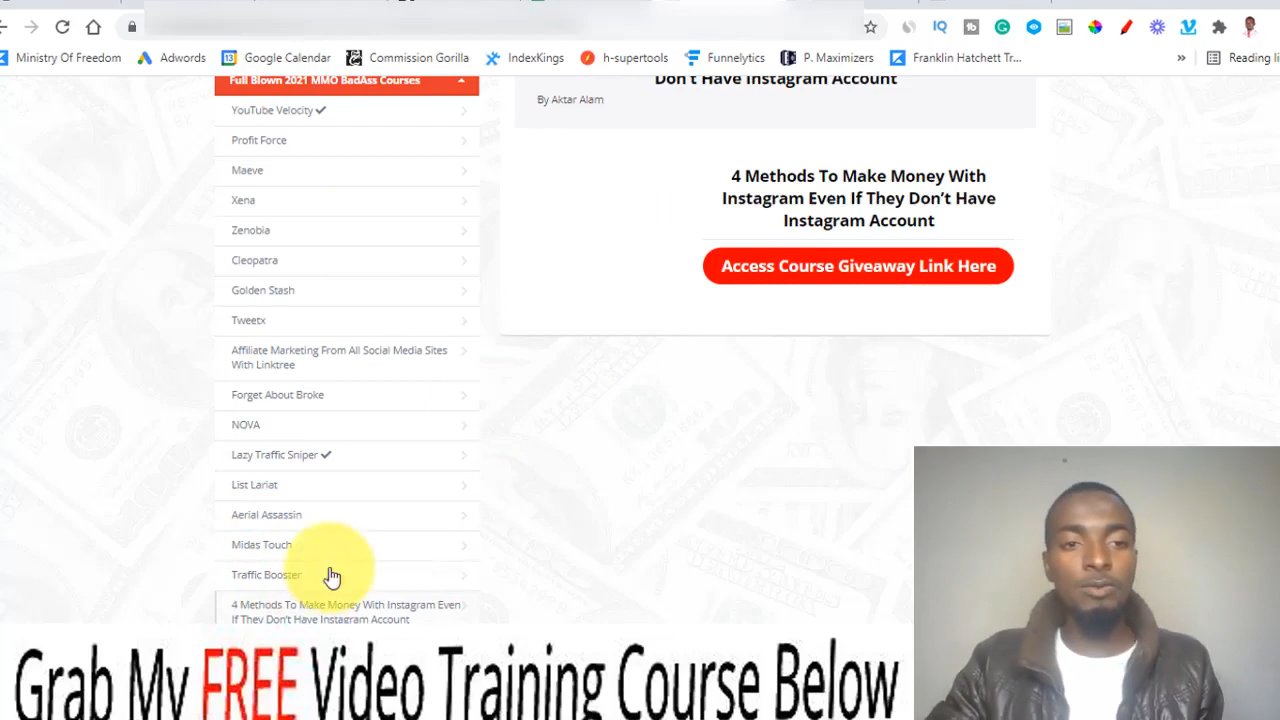 Ministry Of Freedom
Adwords
Google Calendar
Commission Gorilla
IndexKings
h-supertools
Funnelytics
P. Maximizers
Franklin Hatchett Tr...
»
Reading li
Full Blown 2021 MMO BadAss Courses
YouTube Velocity
Profit Force
Maeve
Xena
Zenobia
Cleopatra
Golden Stash
Tweetx
Affiliate Marketing From All Social Media Sites
With Linktree
Forget About Broke
NOVA
Lazy Traffic Sniper
List Lariat
Aerial Assassin
Midas Touch
Traffic Booster
4 Methods To Make Money With Instagram Even
If They Don't Have Instagram Account
Don't Have Instagram Account
By Aktar Alam
4 Methods To Make Money With
Instagram Even If They Don't Have
Instagram Account
Access Course Giveaway Link Here
Grab My FREE Video Training Course Below